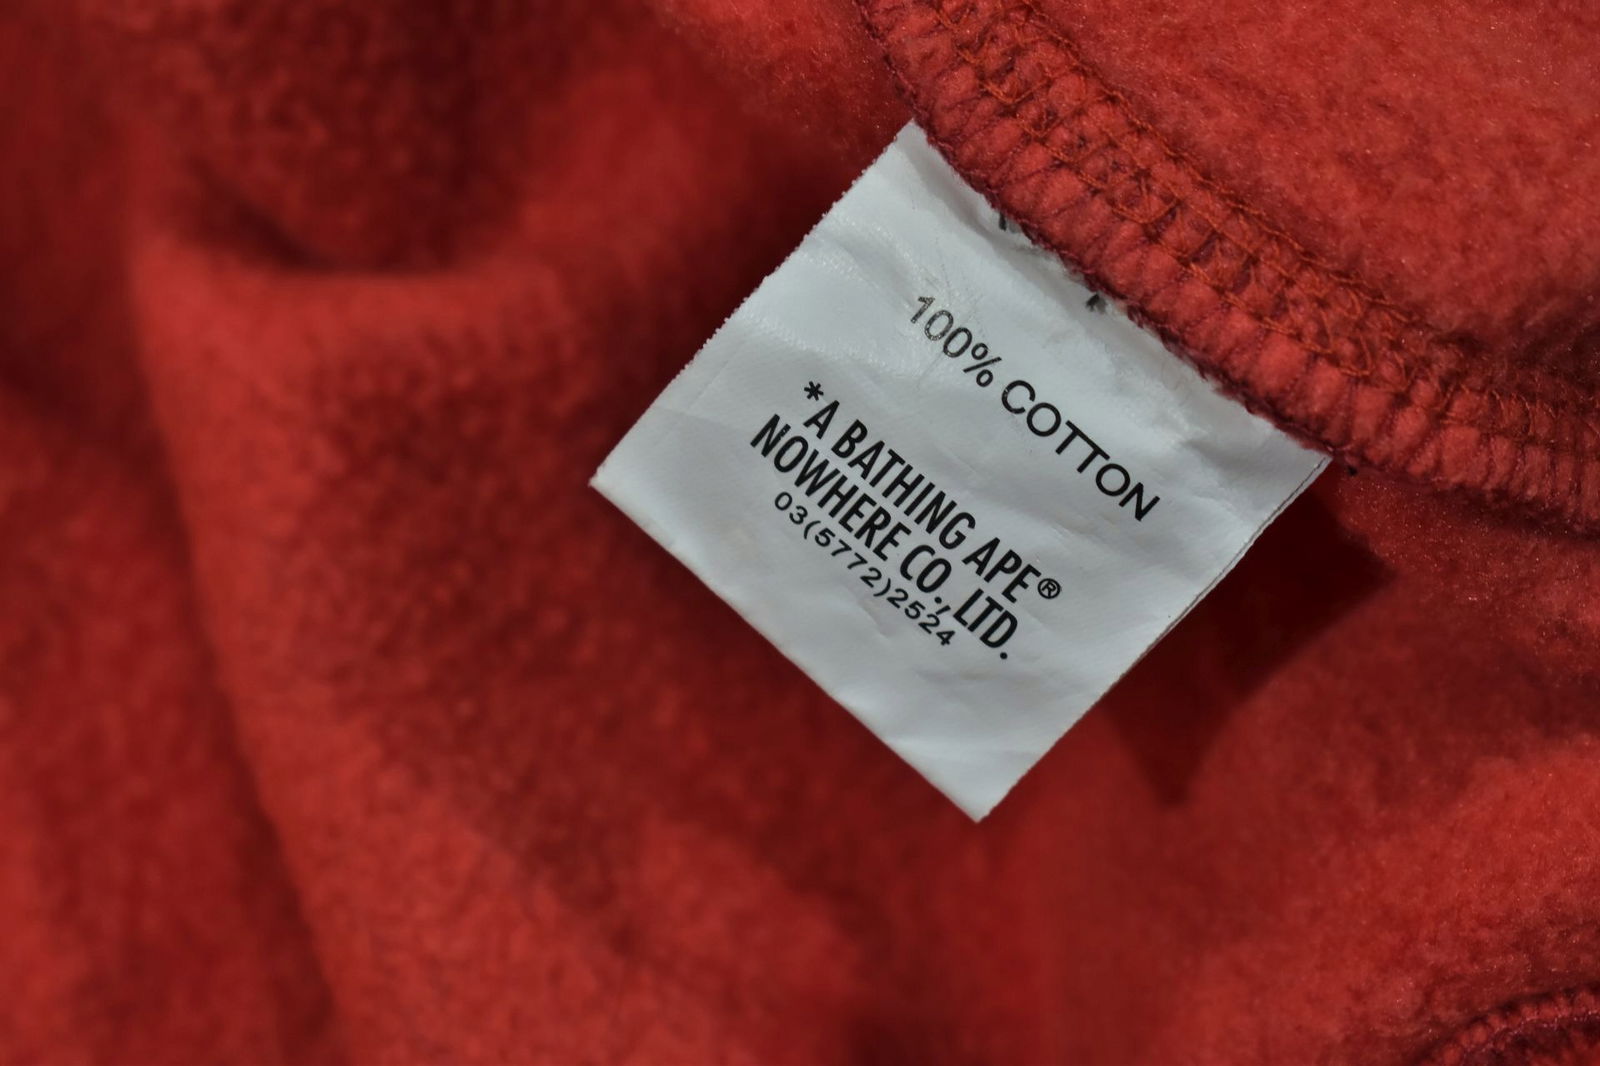 100% COTTON
*A BATHING APE®
NOWHERE CO., LTD.
03(5772)2524